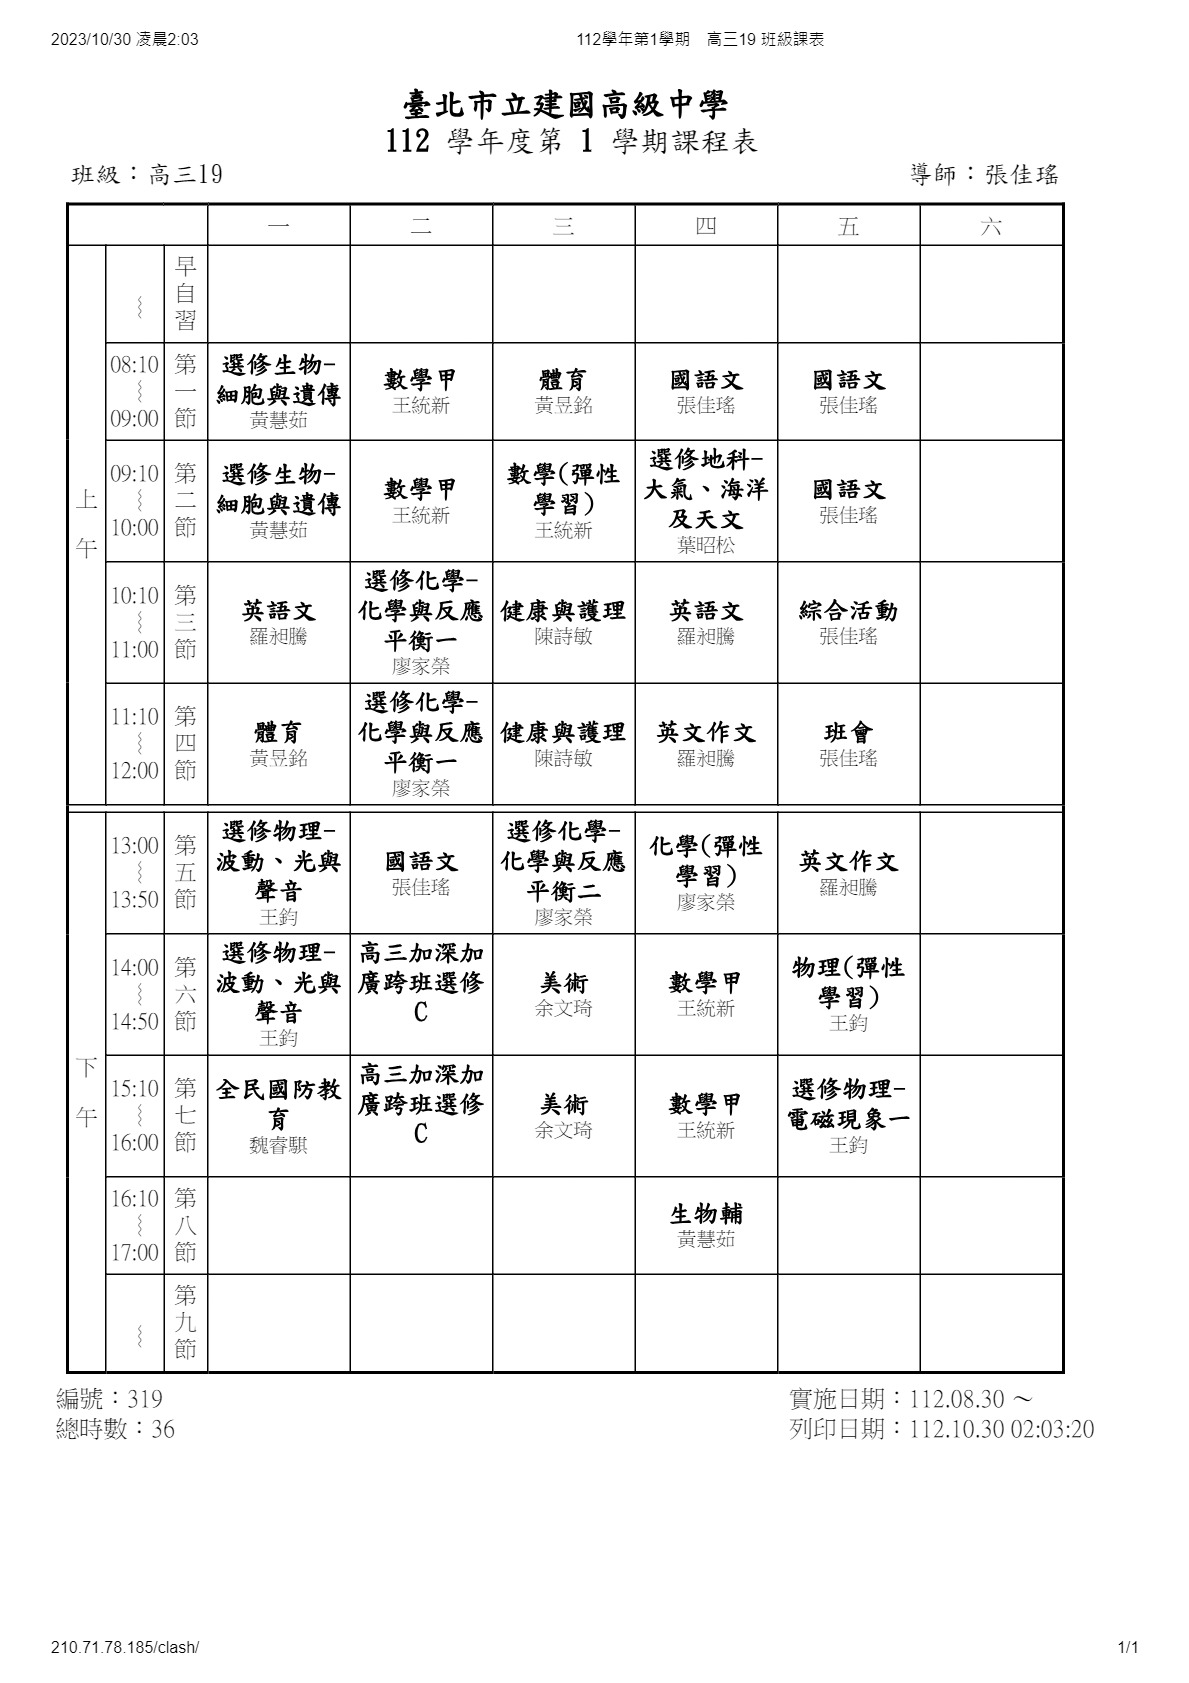 2023/10/30 凌晨2:03
112學年第1學期　高三19 班級課表
臺北市立建國高級中學
112 學年度第 1 學期課程表
班級：高三19
導師：張佳瑤
一 二 三 四 五 六
上午
～
早自習
08:10
～
09:00
第一節
選修生物-
細胞與遺傳
黃慧茹
數學甲
王統新
體育
黃昱銘
國語文
張佳瑤
國語文
張佳瑤
09:10
～
10:00
第二節
選修生物-
細胞與遺傳
黃慧茹
數學甲
王統新
數學(彈性
學習)
王統新
選修地科-
大氣、海洋
及天文
葉昭松
國語文
張佳瑤
10:10
～
11:00
第三節
英語文
羅昶騰
選修化學-
化學與反應
平衡一
廖家榮
健康與護理
陳詩敏
英語文
羅昶騰
綜合活動
張佳瑤
11:10
～
12:00
第四節
體育
黃昱銘
選修化學-
化學與反應
平衡一
廖家榮
健康與護理
陳詩敏
英文作文
羅昶騰
班會
張佳瑤
下午
13:00
～
13:50
第五節
選修物理-
波動、光與
聲音
王鈞
國語文
張佳瑤
選修化學-
化學與反應
平衡二
廖家榮
化學(彈性
學習)
廖家榮
英文作文
羅昶騰
14:00
～
14:50
第六節
選修物理-
波動、光與
聲音
王鈞
高三加深加
廣跨班選修
C
美術
余文琦
數學甲
王統新
物理(彈性
學習)
王鈞
15:10
～
16:00
第七節
全民國防教
育
魏睿騏
高三加深加
廣跨班選修
C
美術
余文琦
數學甲
王統新
選修物理-
電磁現象一
王鈞
16:10
～
17:00
第八節
生物輔
黃慧茹
～
第九節
編號：319
實施日期：112.08.30 ～
總時數：36
列印日期：112.10.30 02:03:20
210.71.78.185/clash/
1/1